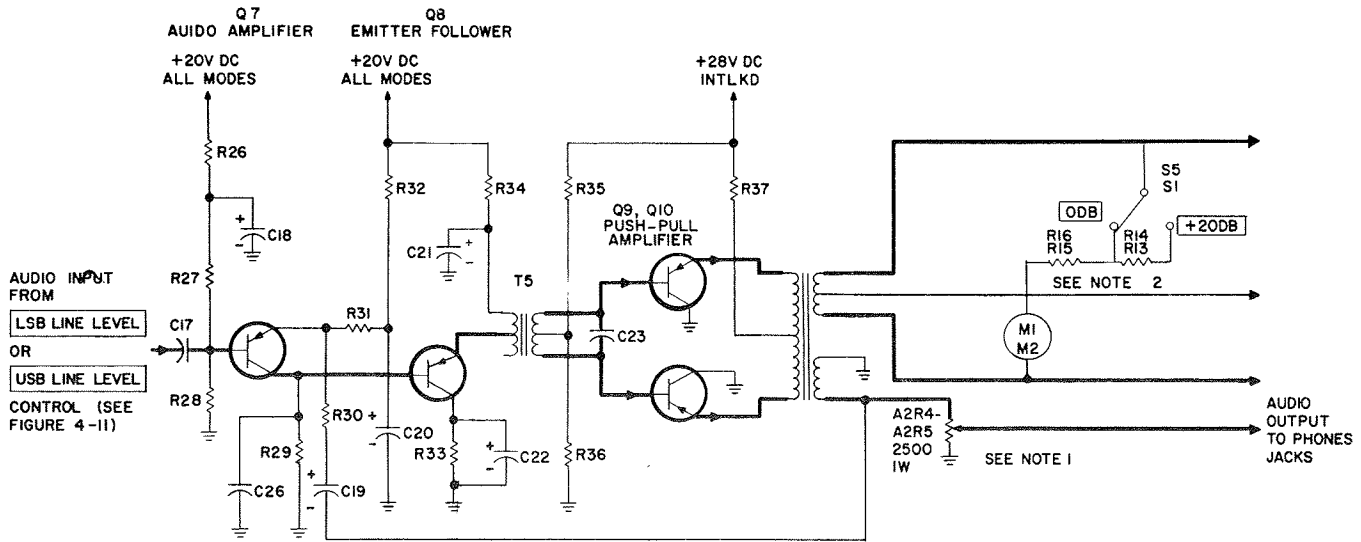 Q7
AUIDO AMPLIFIER
Q8
EMITTER FOLLOWER
+20V DC
ALL MODES
+20V DC
ALL MODES
+28V DC
INTLKD
R26
C18
R27
R32
R34
C21
T5
R35
R37
Q9, Q10
PUSH-PULL
AMPLIFIER
C23
S5
S1
0DB
+20DB
R16
R15
R14
R13
SEE NOTE 2
M1
M2
AUDIO INPUT
FROM
LSB LINE LEVEL
OR
USB LINE LEVEL
CONTROL (SEE
FIGURE 4-11)
C17
R31
R28
R30
C20
R29
C26
C19
R33
C22
R36
A2R4-
A2R5
2500
1W
SEE NOTE 1
AUDIO
OUTPUT
TO PHONES
JACKS